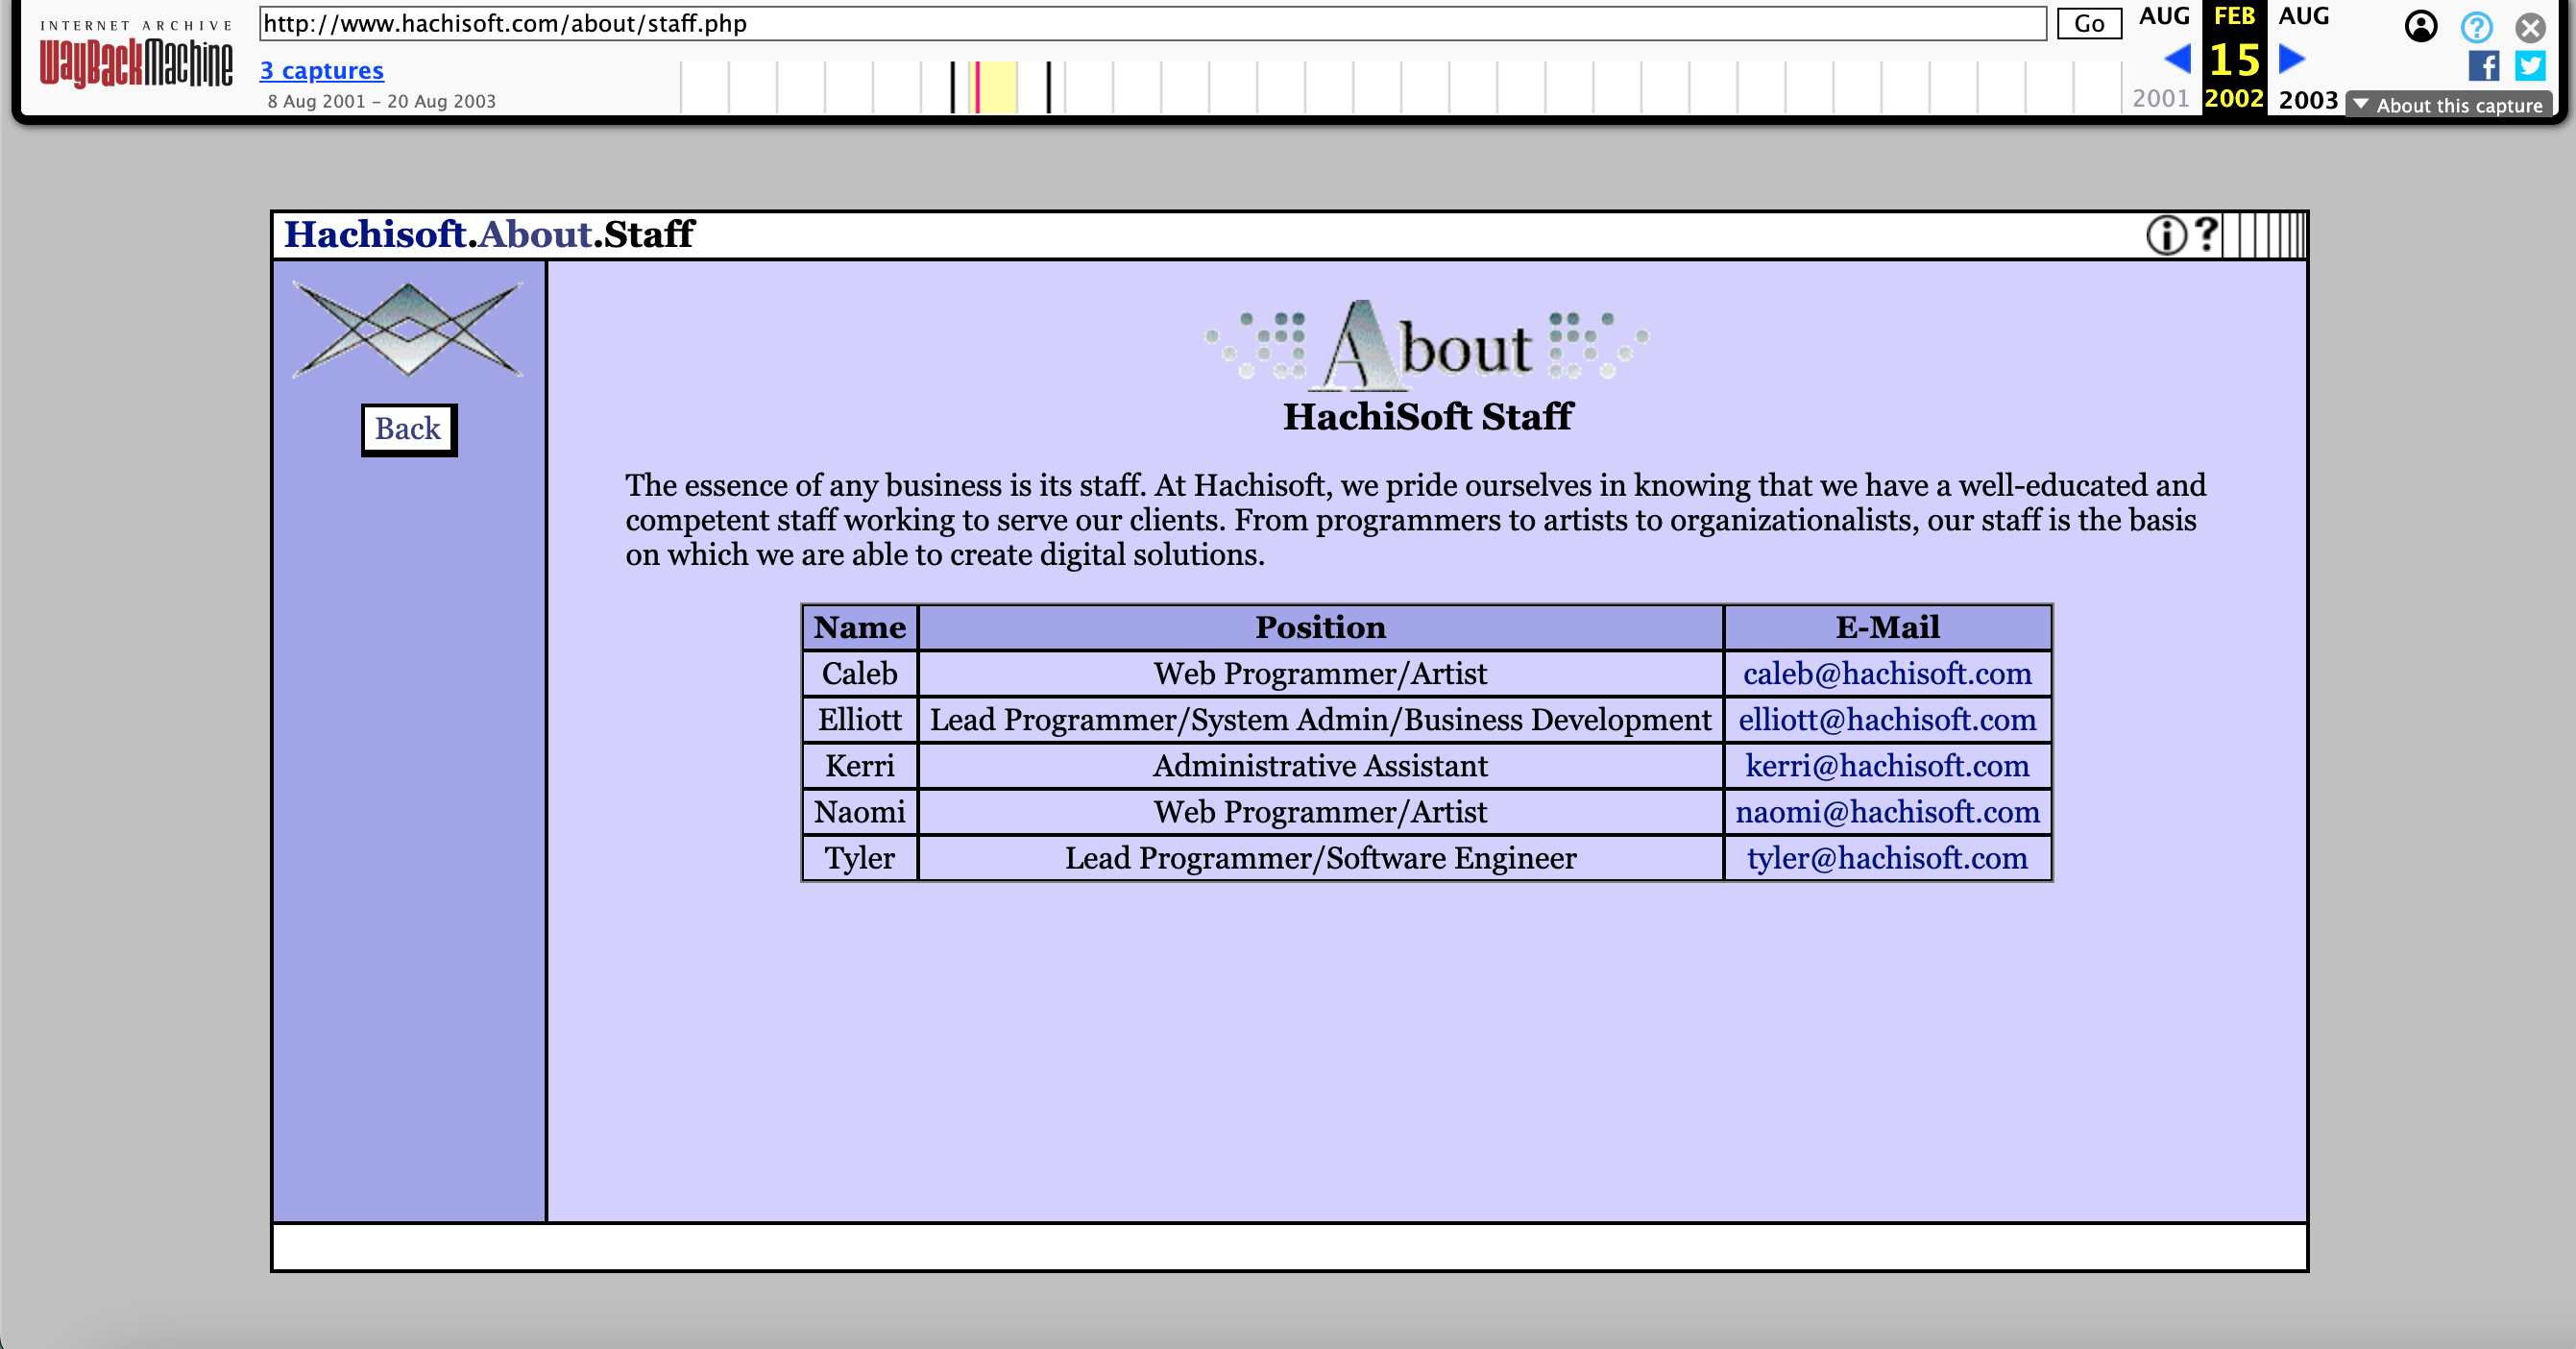 INTERNET ARCHIVE
WayBackMachine
http://www.hachisoft.com/about/staff.php
Go
3 captures
8 Aug 2001 – 20 Aug 2003
AUG FEB AUG
15
2001 2002 2003
About this capture
Hachisoft.About.Staff
Back
About
HachiSoft Staff
The essence of any business is its staff. At Hachisoft, we pride ourselves in knowing that we have a well-educated and
competent staff working to serve our clients. From programmers to artists to organizationalists, our staff is the basis
on which we are able to create digital solutions.
Name Position E-Mail
Caleb Web Programmer/Artist caleb@hachisoft.com
Elliott Lead Programmer/System Admin/Business Development elliott@hachisoft.com
Kerri Administrative Assistant kerri@hachisoft.com
Naomi Web Programmer/Artist naomi@hachisoft.com
Tyler Lead Programmer/Software Engineer tyler@hachisoft.com